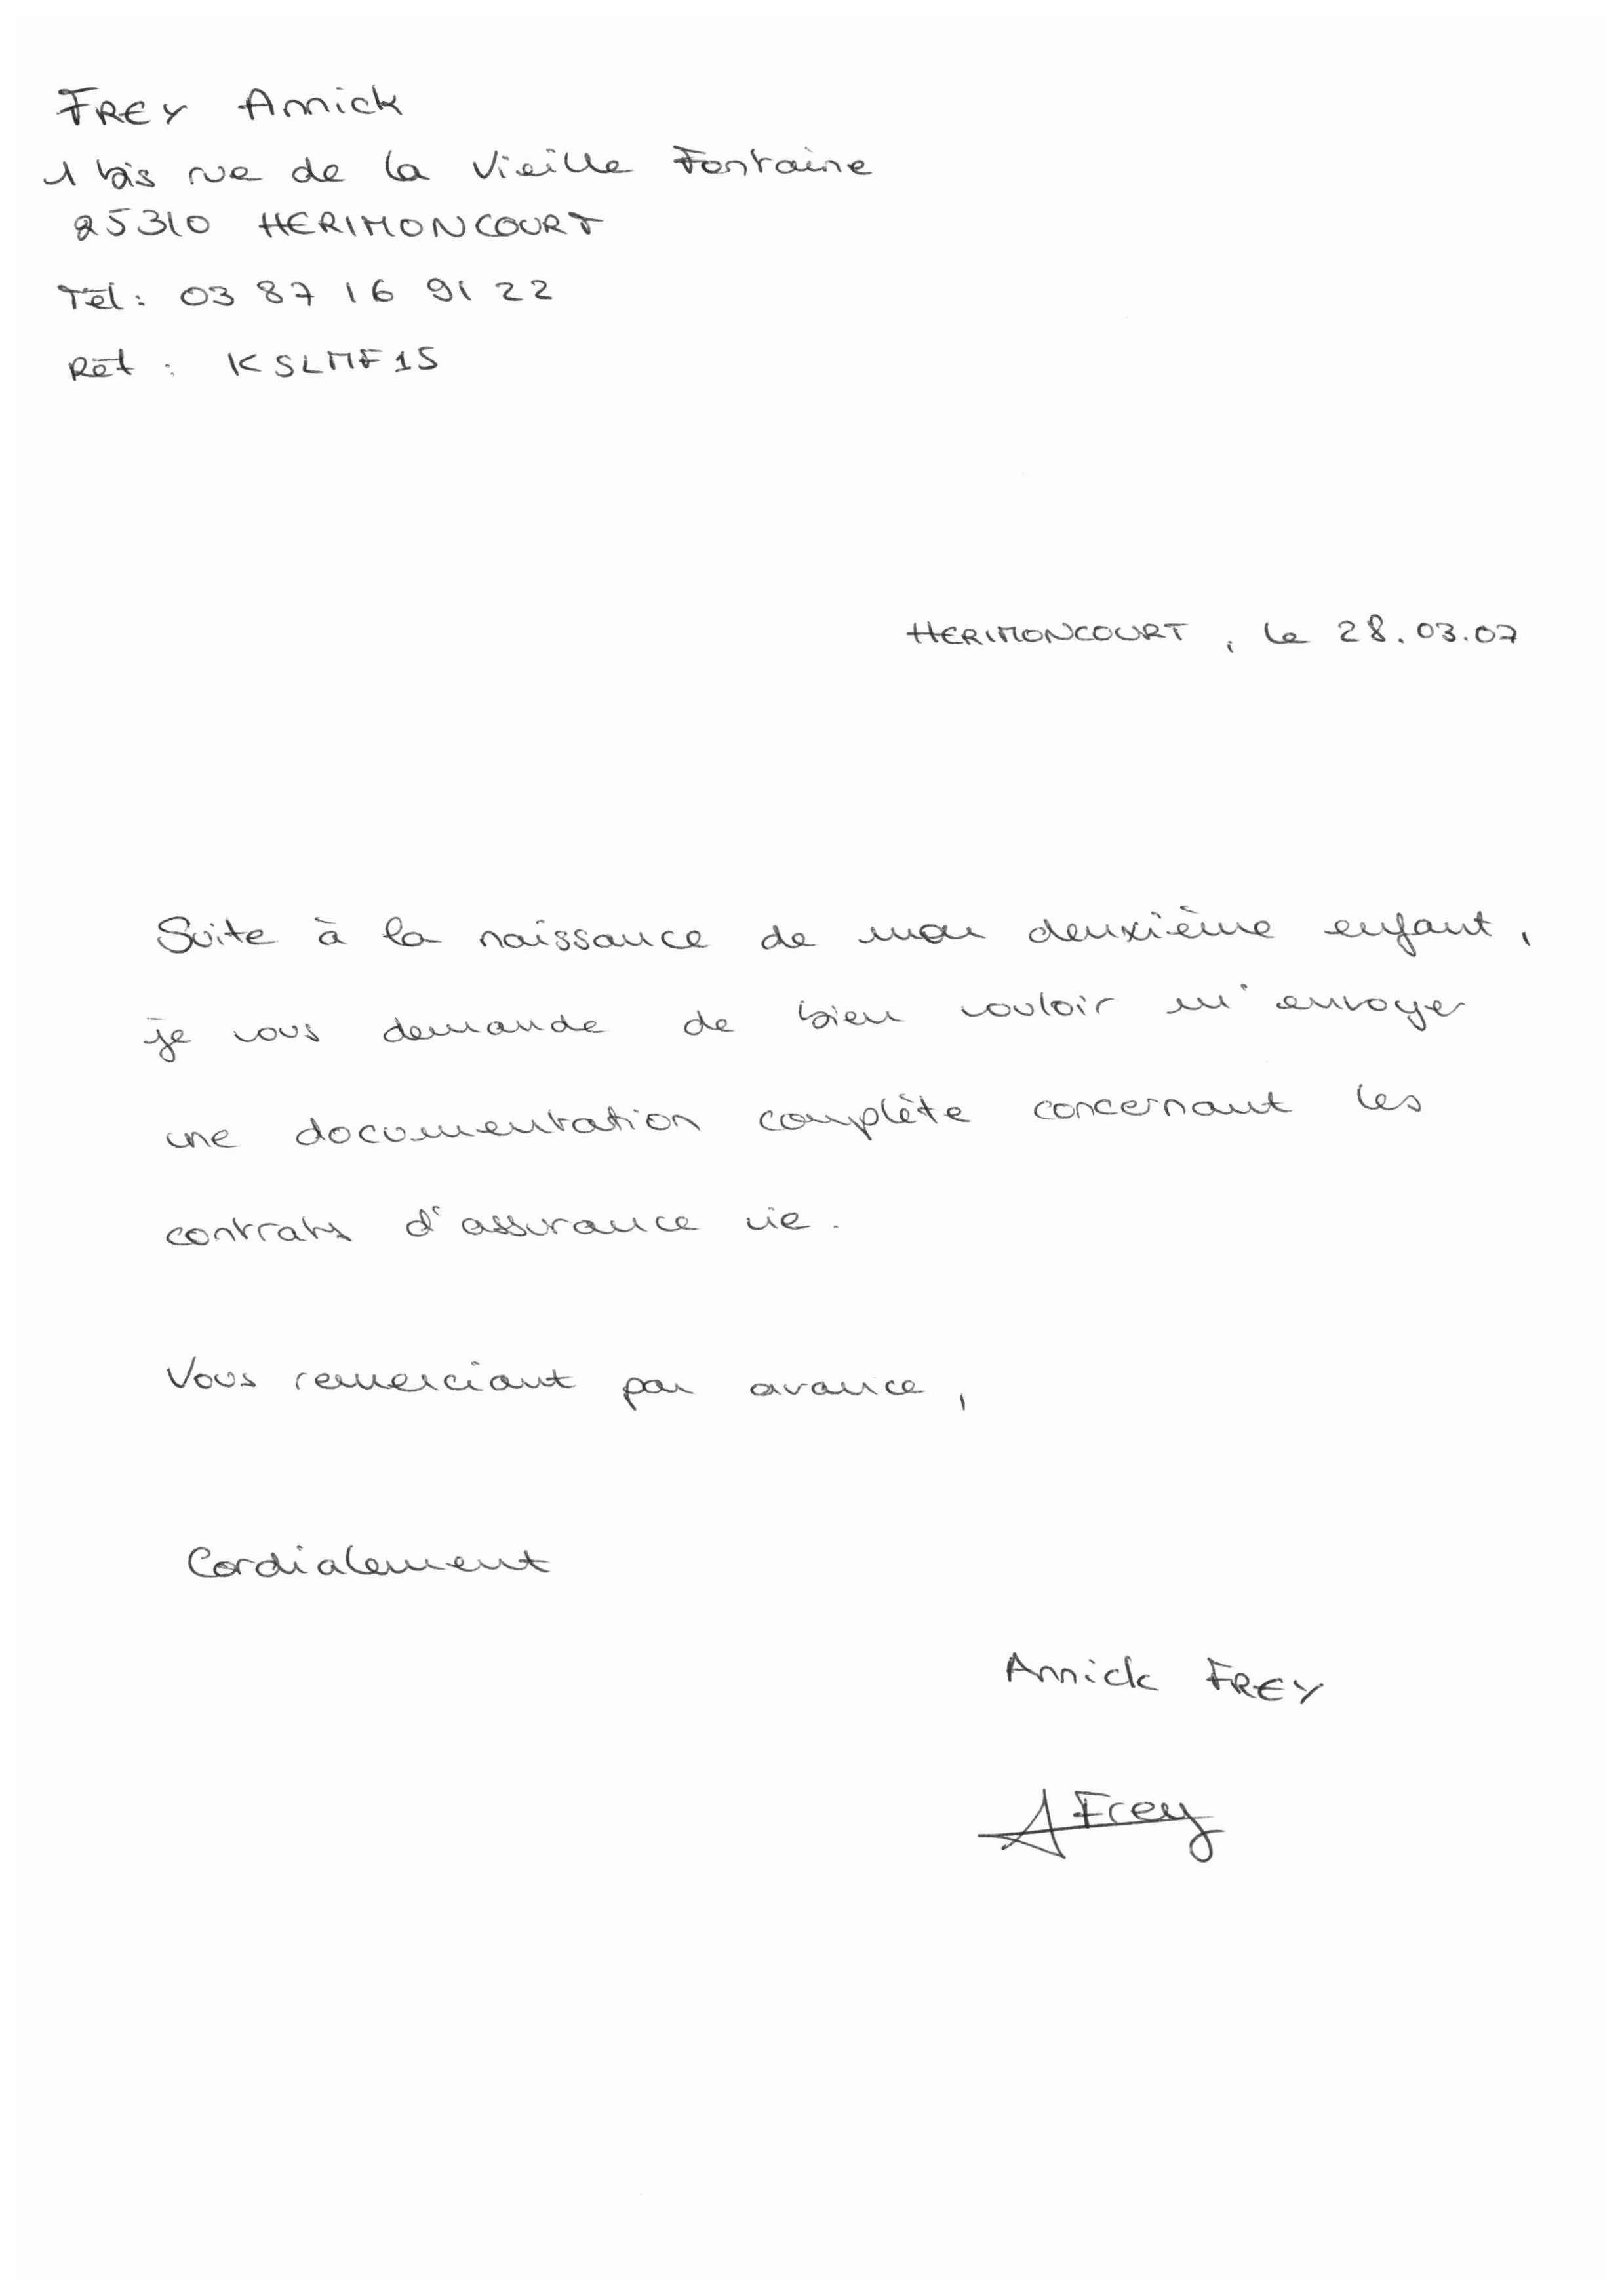 FREY Annick
1 bis rue de la Vieille Fontaine
25310 HERIMONCOURT
Tél : 03 87 16 91 22
Réf : KSLMF15
HERIMONCOURT, le 28.03.07
Suite à la naissance de mon deuxième enfant,
je vous demande de bien vouloir m'envoyer
une documentation complète concernant les
contrats d'assurance vie.
Vous remerciant par avance,
Cordialement
Annick FREY
A Frey